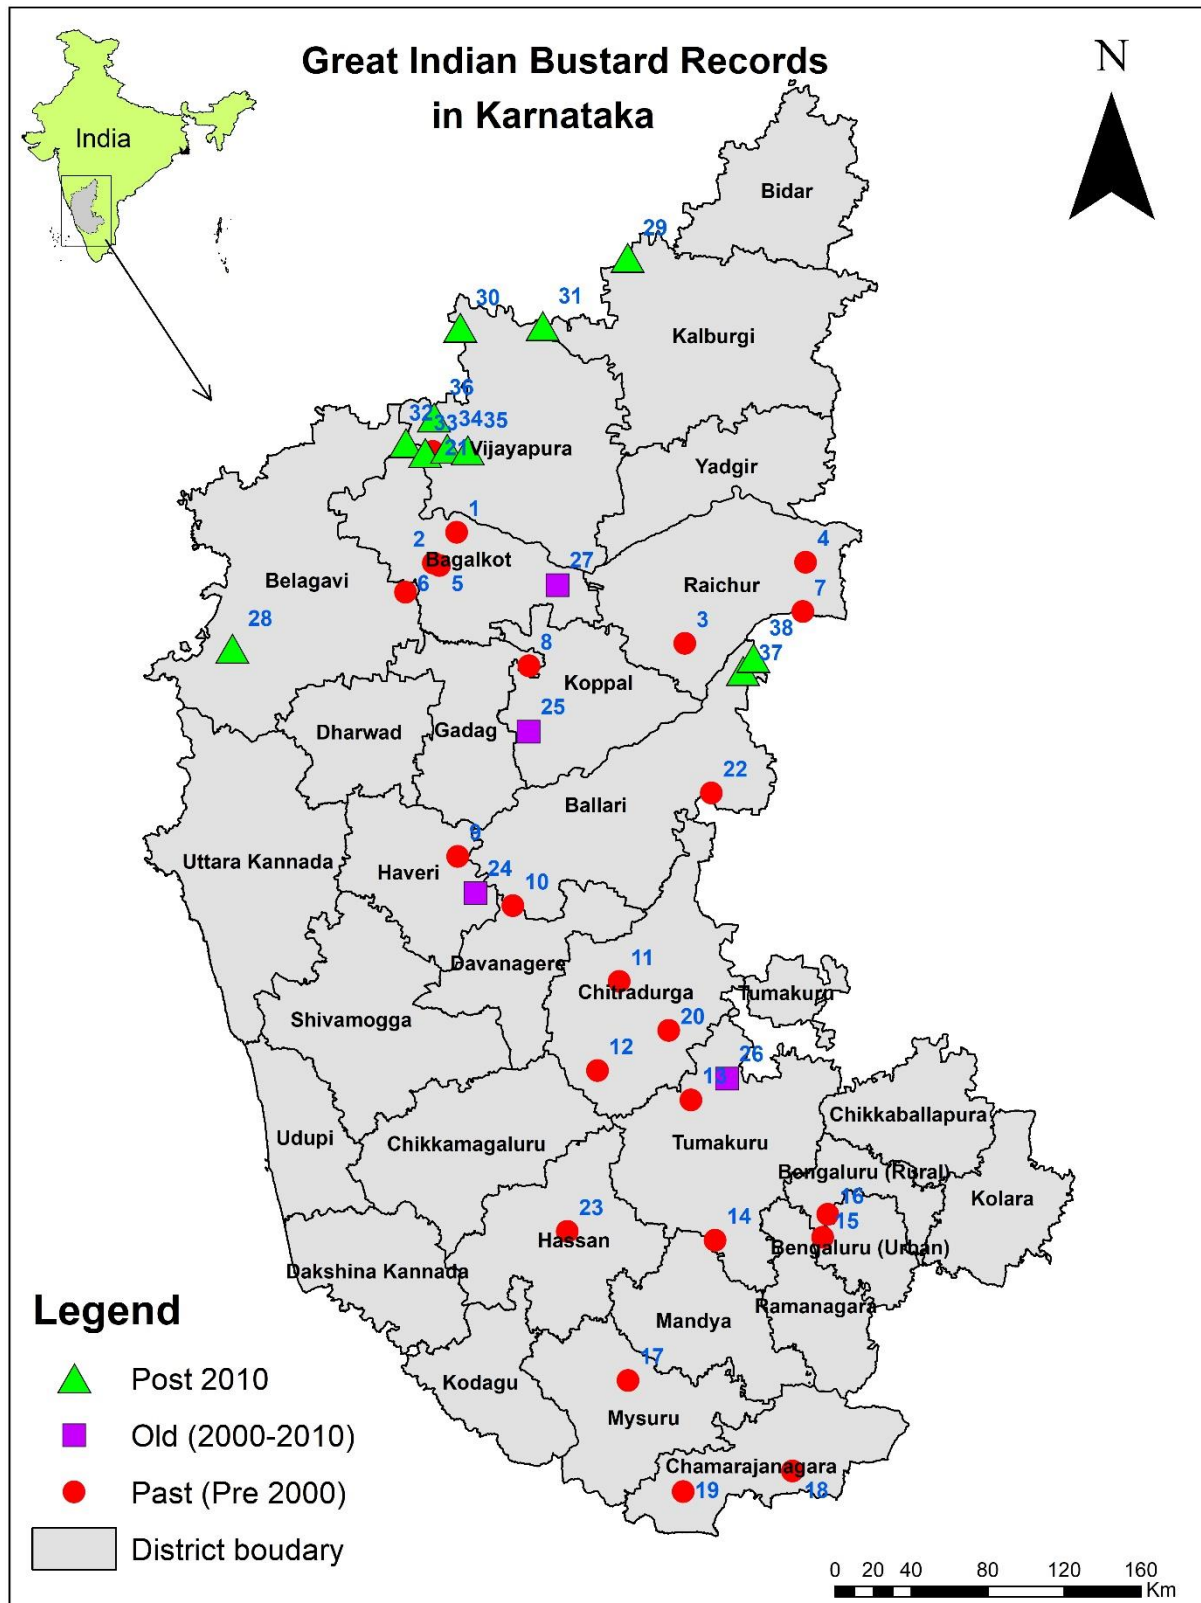 Great Indian Bustard Records
in Karnataka
N
India
Bidar
29
30
31
Kalburgi
36
32
33
34
35
21
Vijayapura
Yadgir
1
2
Bagalkot
27
4
Belagavi
6
5
Raichur
7
28
3
38
37
8
Koppal
25
Dharwad
Gadag
22
Ballari
9
Uttara Kannada
Haveri
24
10
Davanagere
11
Chitradurga
Tumakuru
Shivamogga
20
12
26
13
Chikkaballapura
Udupi
Chikkamagaluru
Tumakuru
Bengaluru (Rural)
Kolara
16
23
14
15
Hassan
Bengaluru (Urban)
Dakshina Kannada
Ramanagara
Mandya
17
Kodagu
Mysuru
Chamarajanagara
19
18
Legend
Post 2010
Old (2000-2010)
Past (Pre 2000)
District boudary
0 20 40 80 120 160
Km